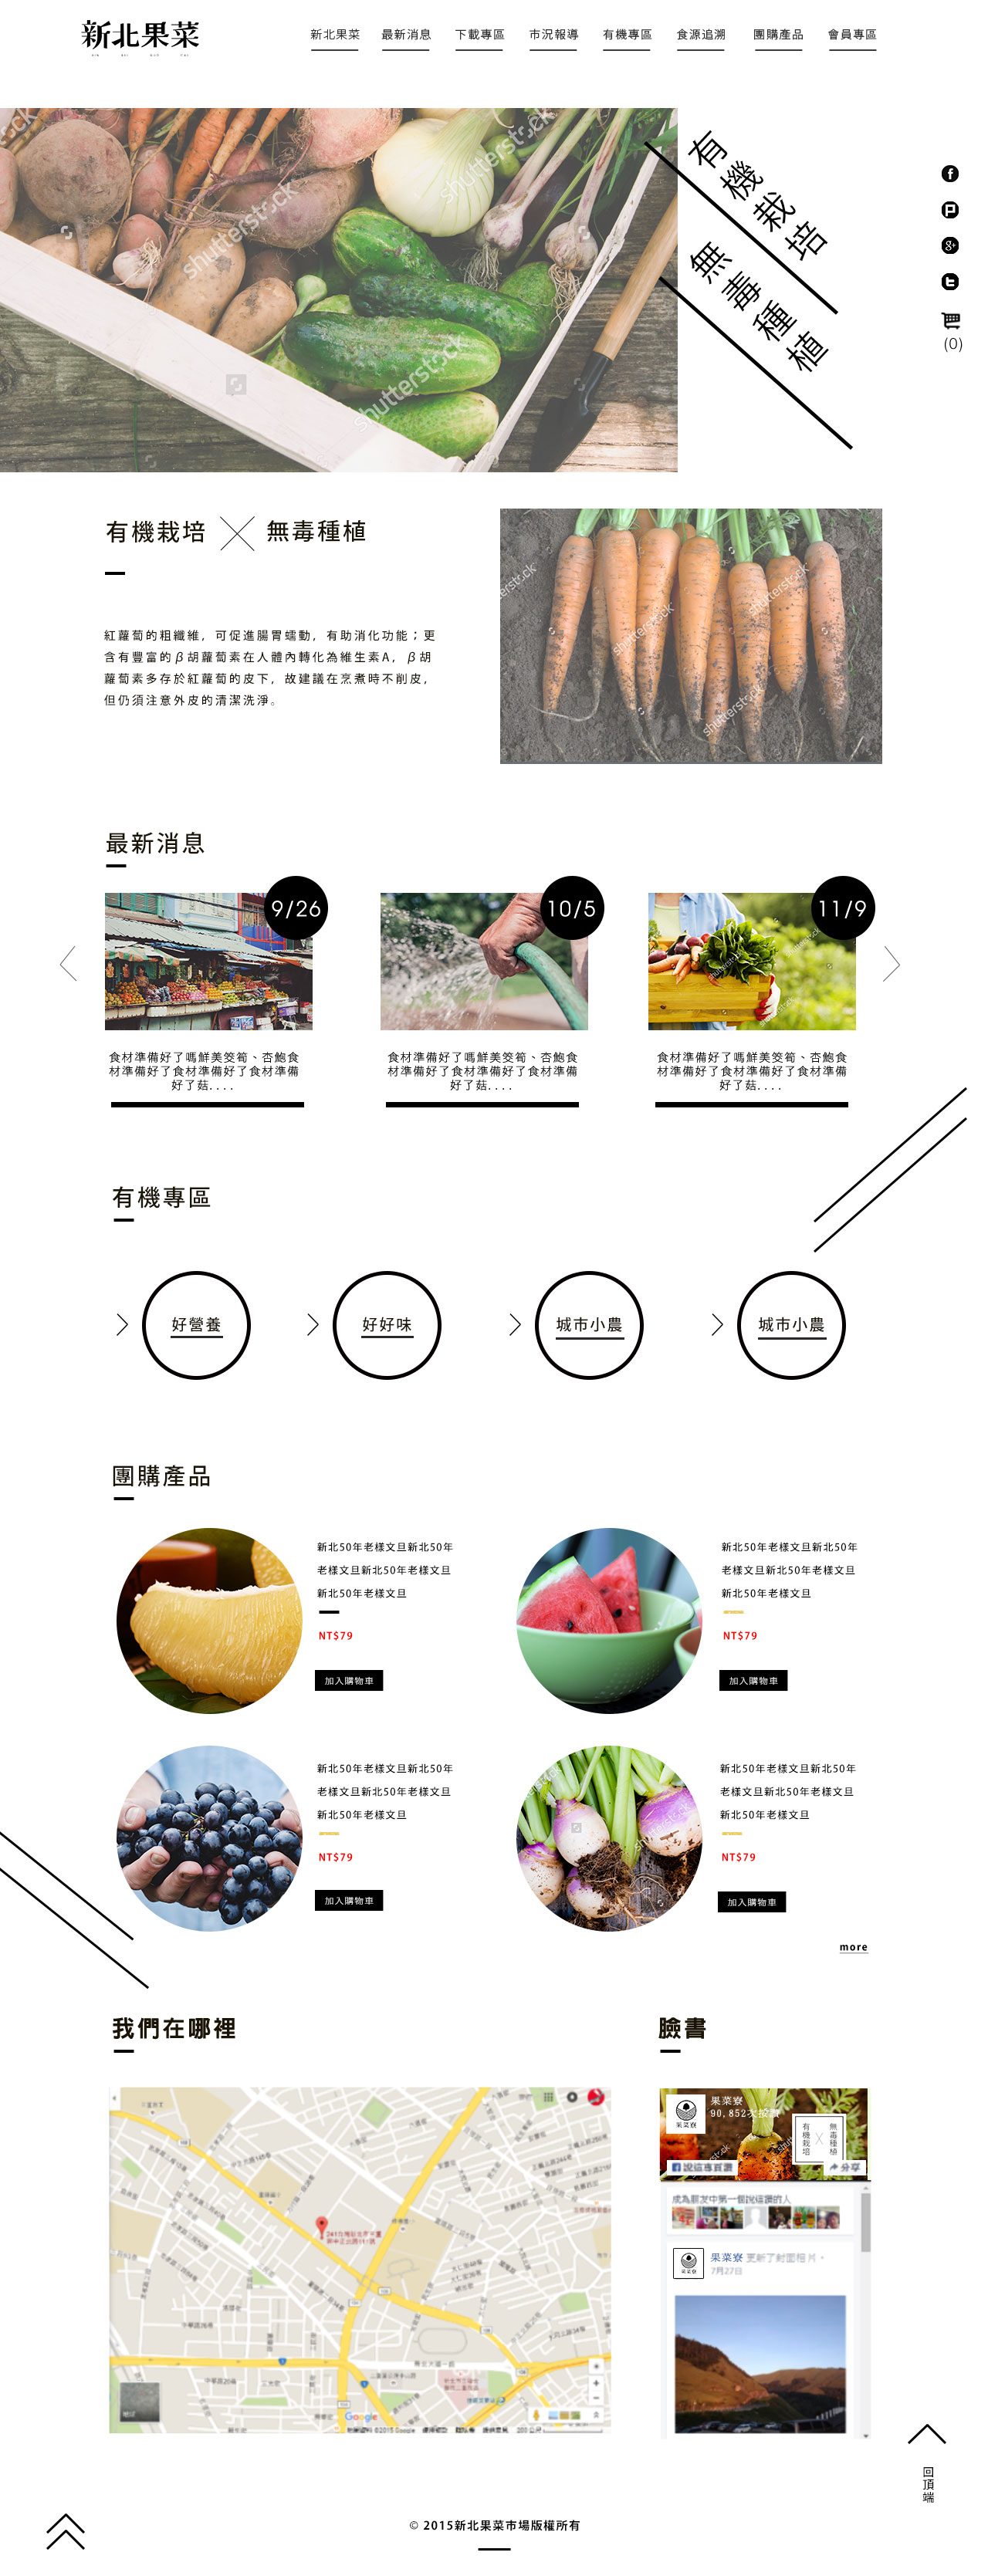 新北果菜
新北果菜
最新消息
下載專區
市況報導
有機專區
食源追溯
團購產品
會員專區
shutterstock
shutterstock
shutterstock
有機栽培
無毒種植
(0)
有機栽培
無毒種植
紅蘿蔔的粗纖維，可促進腸胃蠕動，有助消化功能；更
含有豐富的β胡蘿蔔素在人體內轉化為維生素A，β胡
蘿蔔素多存於紅蘿蔔的皮下，故建議在烹煮時不削皮，
但仍須注意外皮的清潔洗淨。
shutterstock
shutterstock
shutterstock
最新消息
9/26
10/5
11/9
食材準備好了嗎鮮美筊筍、杏鮑食
材準備好了食材準備好了食材準備
好了菇....
食材準備好了嗎鮮美筊筍、杏鮑食
材準備好了食材準備好了食材準備
好了菇....
食材準備好了嗎鮮美筊筍、杏鮑食
材準備好了食材準備好了食材準備
好了菇....
有機專區
好營養
好好味
城市小農
城市小農
團購產品
新北50年老樣文旦新北50年
老樣文旦新北50年老樣文旦
新北50年老樣文旦
NT$79
加入購物車
新北50年老樣文旦新北50年
老樣文旦新北50年老樣文旦
新北50年老樣文旦
NT$79
加入購物車
新北50年老樣文旦新北50年
老樣文旦新北50年老樣文旦
新北50年老樣文旦
NT$79
加入購物車
新北50年老樣文旦新北50年
老樣文旦新北50年老樣文旦
新北50年老樣文旦
NT$79
加入購物車
more
我們在哪裡
臉書
Google
果菜寮
90,852次按讚
果菜寮
有機栽培
無毒種植
說這專頁讚
分享
成為朋友中第一個說這讚的人
果菜寮 更新了封面相片。
7月27日
果菜寮
回頂端
© 2015新北果菜市場版權所有